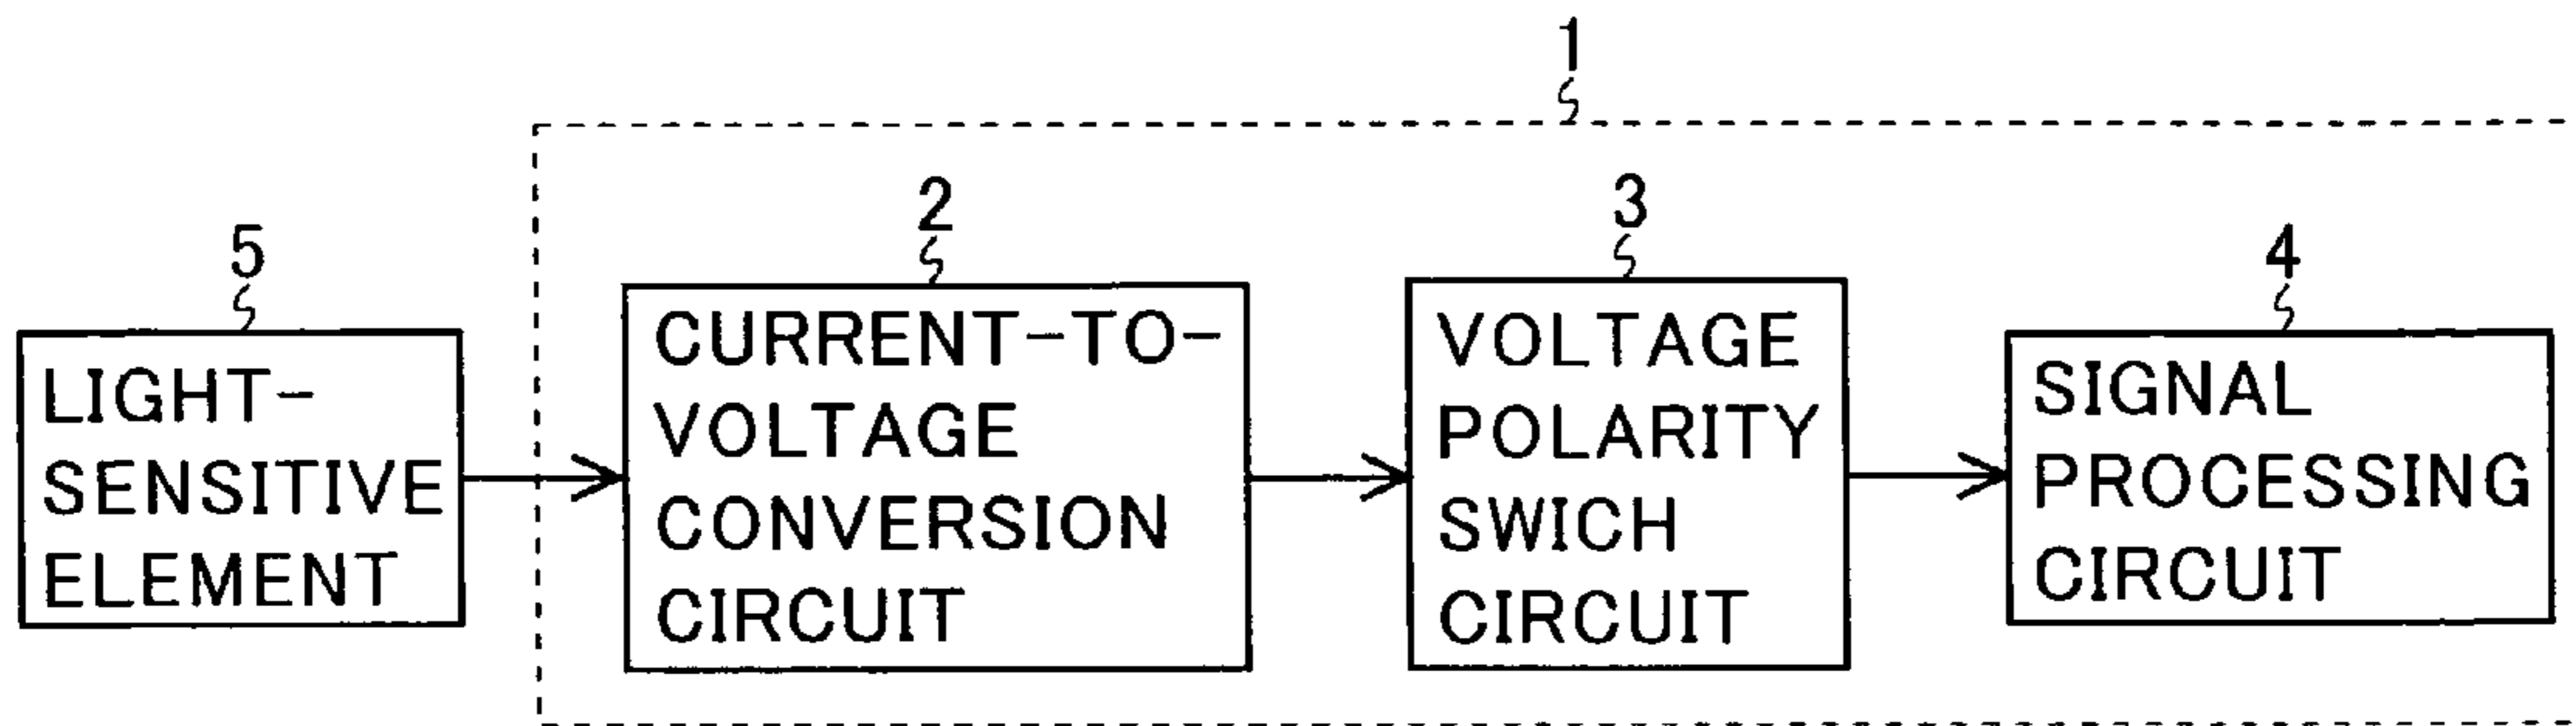 1
5
LIGHT-
SENSITIVE
ELEMENT
2
CURRENT-TO-
VOLTAGE
CONVERSION
CIRCUIT
3
VOLTAGE
POLARITY
SWICH
CIRCUIT
4
SIGNAL
PROCESSING
CIRCUIT